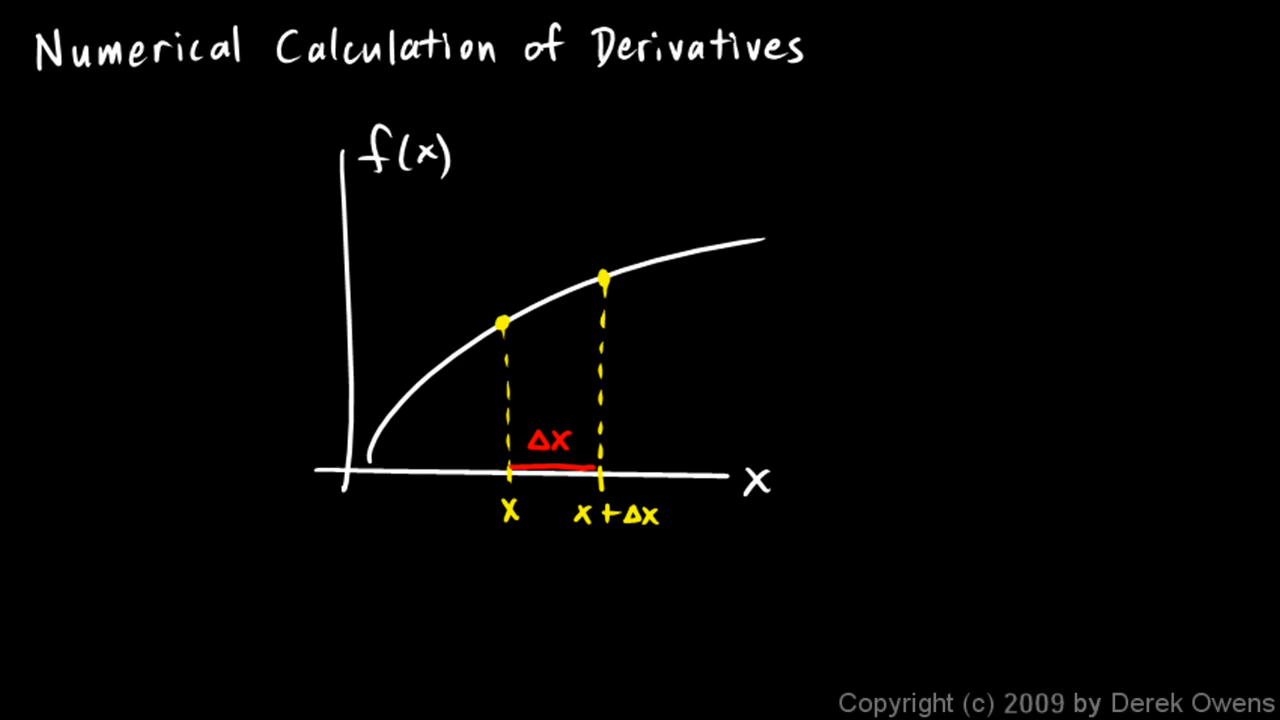 Numerical Calculation of Derivatives
f(x)
Δx
x
x
x+Δx
Copyright (c) 2009 by Derek Owens